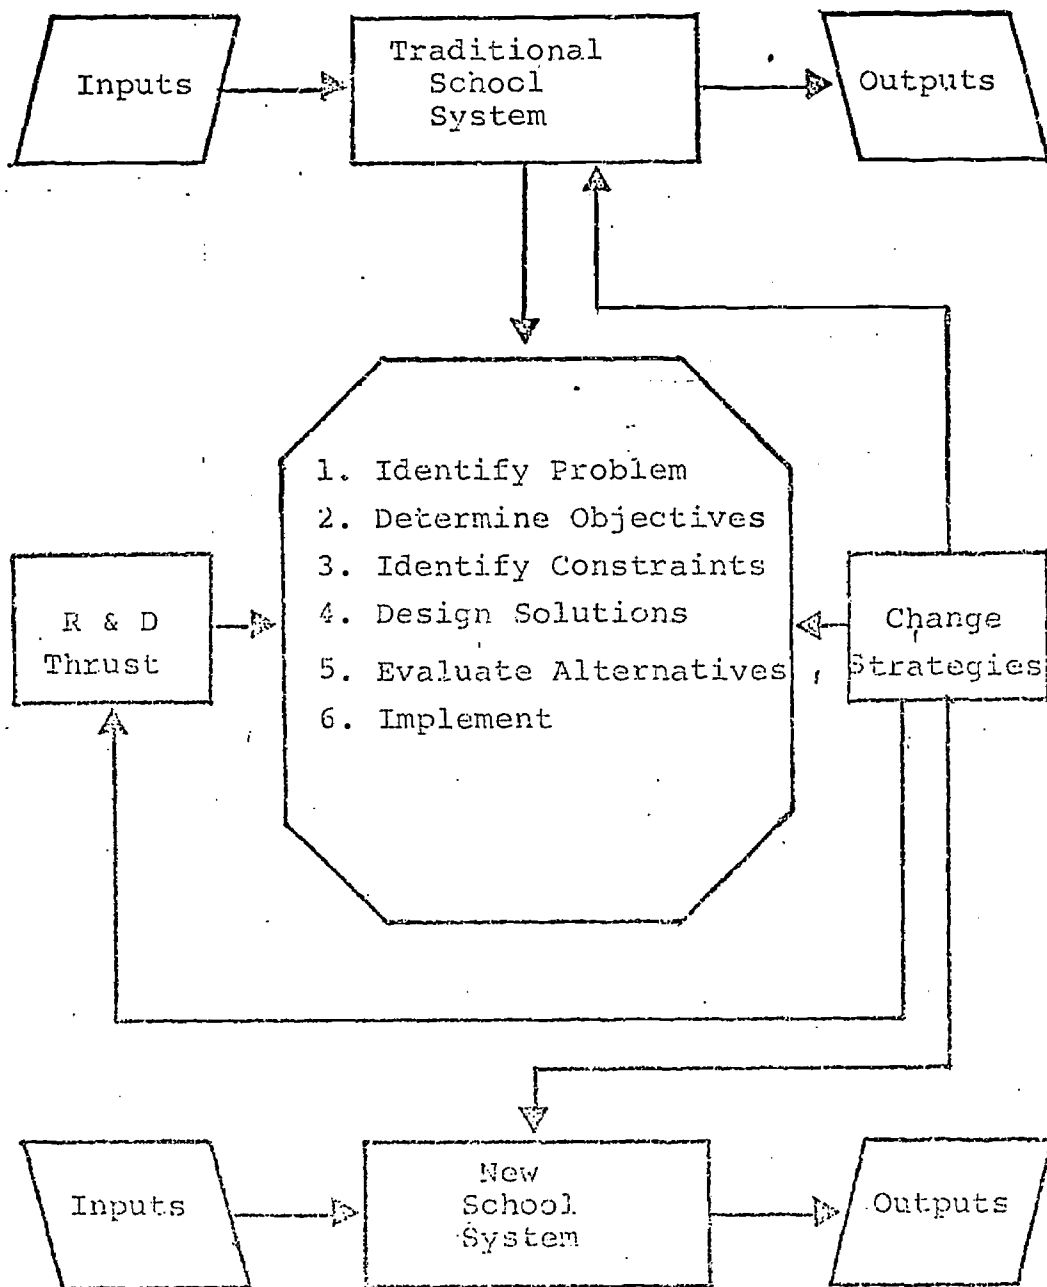 Inputs
Traditional
School
System
Outputs
1. Identify Problem
2. Determine Objectives
3. Identify Constraints
4. Design Solutions
5. Evaluate Alternatives
6. Implement
R & D
Thrust
Change
Strategies
Inputs
New
School
System
Outputs